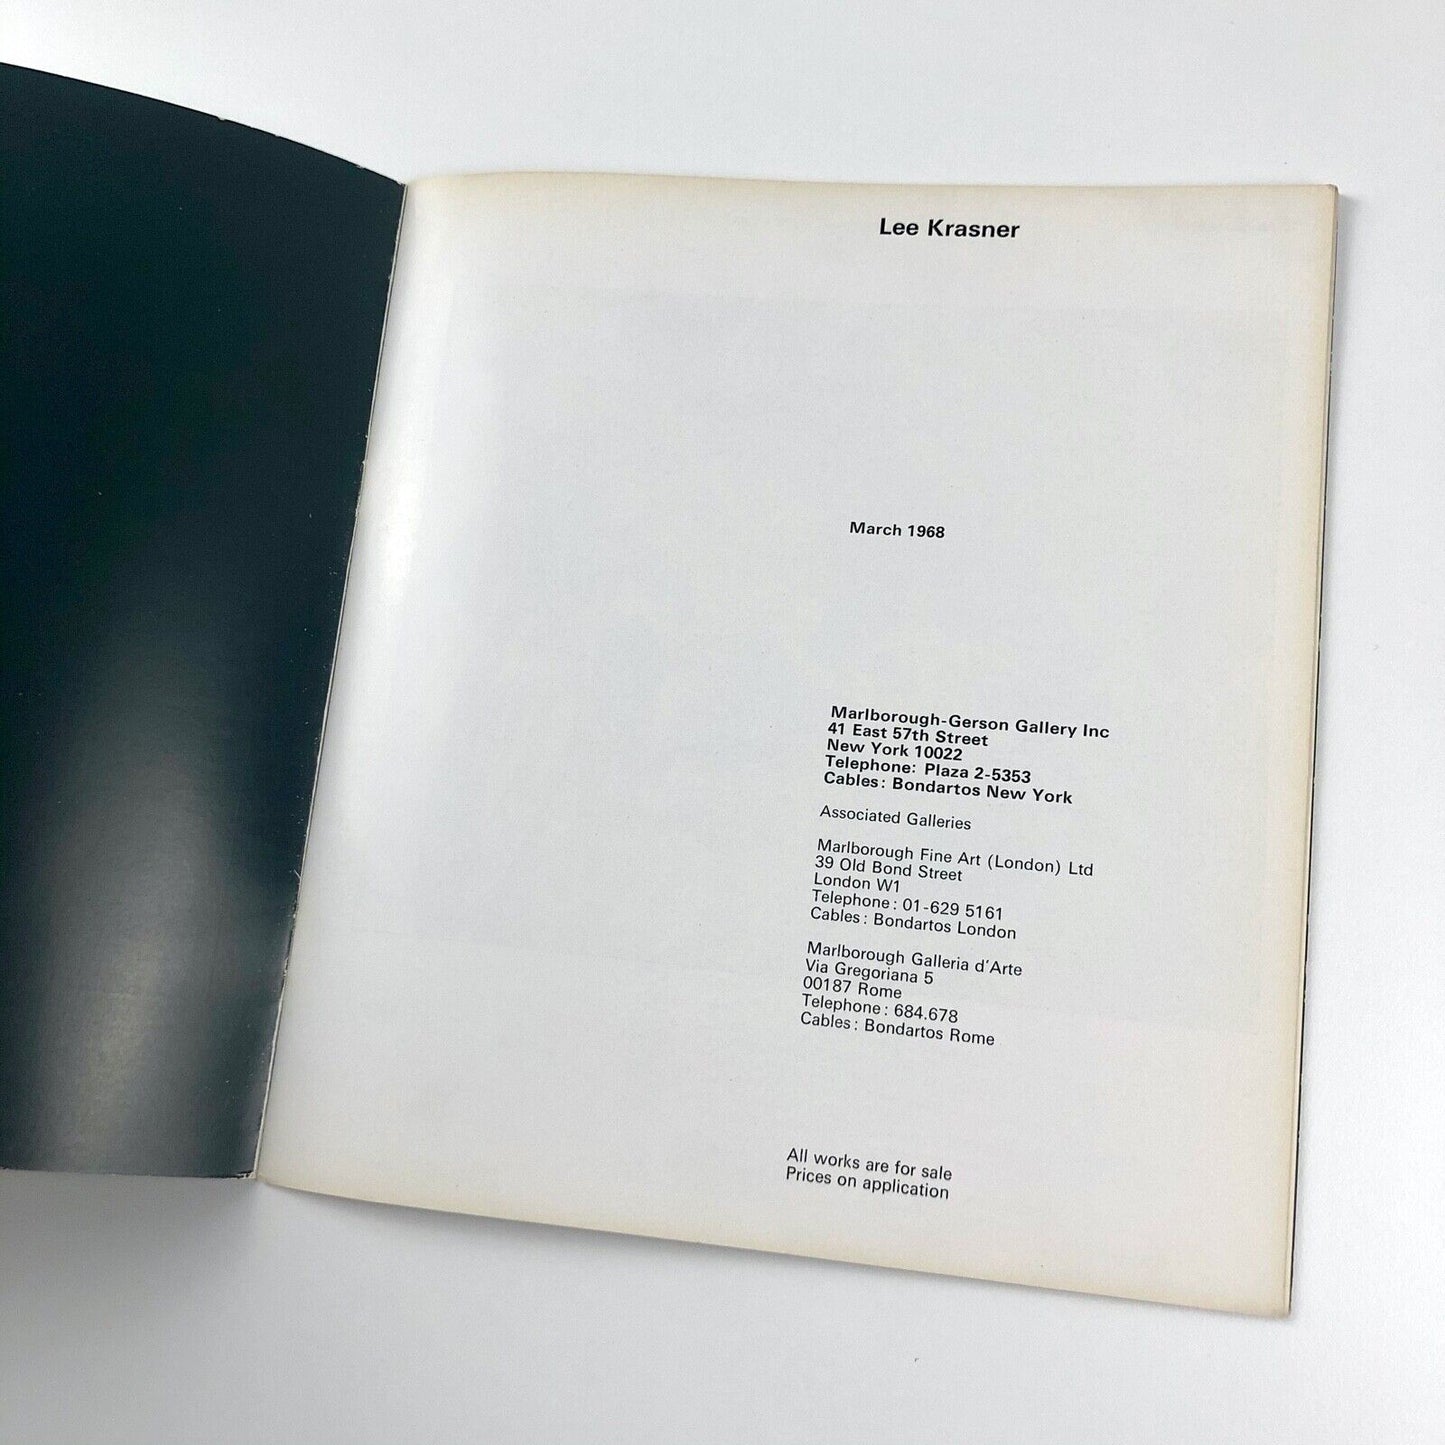 Lee Krasner
March 1968
Marlborough-Gerson Gallery Inc
41 East 57th Street
New York 10022
Telephone: Plaza 2-5353
Cables: Bondartos New York
Associated Galleries
Marlborough Fine Art (London) Ltd
39 Old Bond Street
London W1
Telephone: 01-629 5161
Cables: Bondartos London
Marlborough Galleria d'Arte
Via Gregoriana 5
00187 Rome
Telephone: 684.678
Cables: Bondartos Rome
All works are for sale
Prices on application